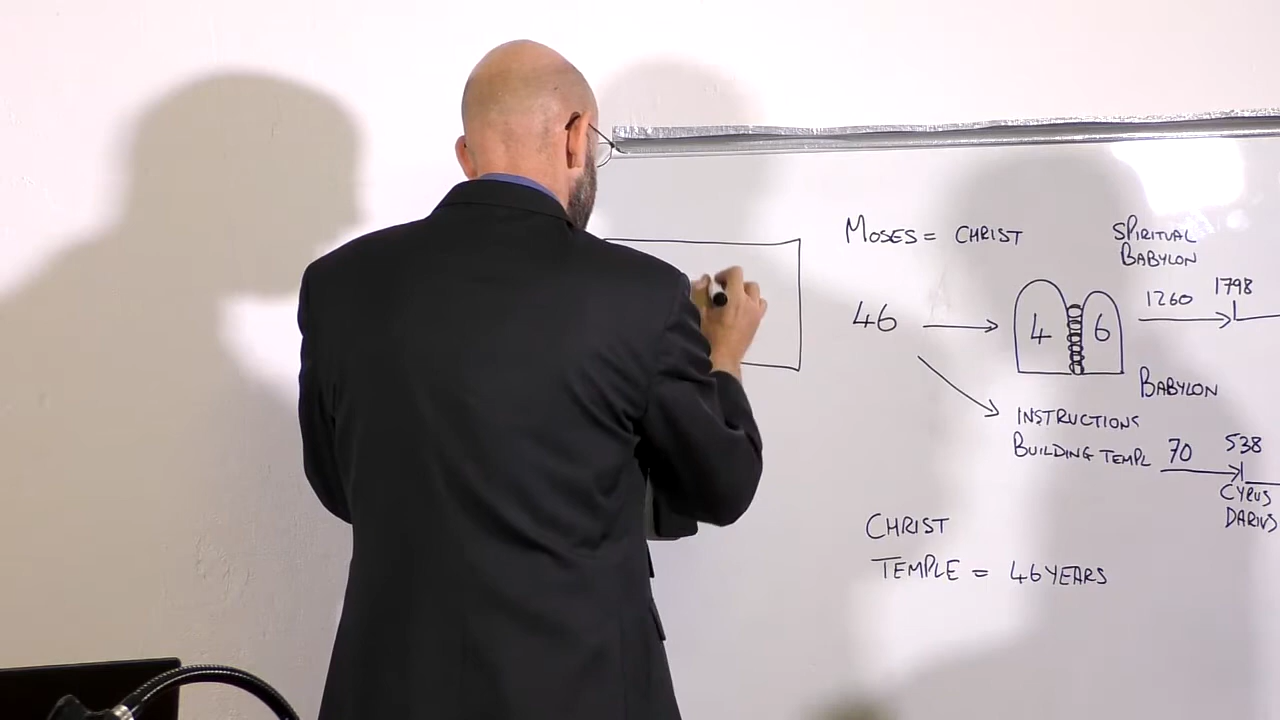 MOSES = CHRIST
SPIRITUAL
BABYLON
1260
1798
46
4 6
BABYLON
INSTRUCTIONS
BUILDING TEMPL
70
538
CYRUS
DARIUS
CHRIST
TEMPLE = 46 YEARS